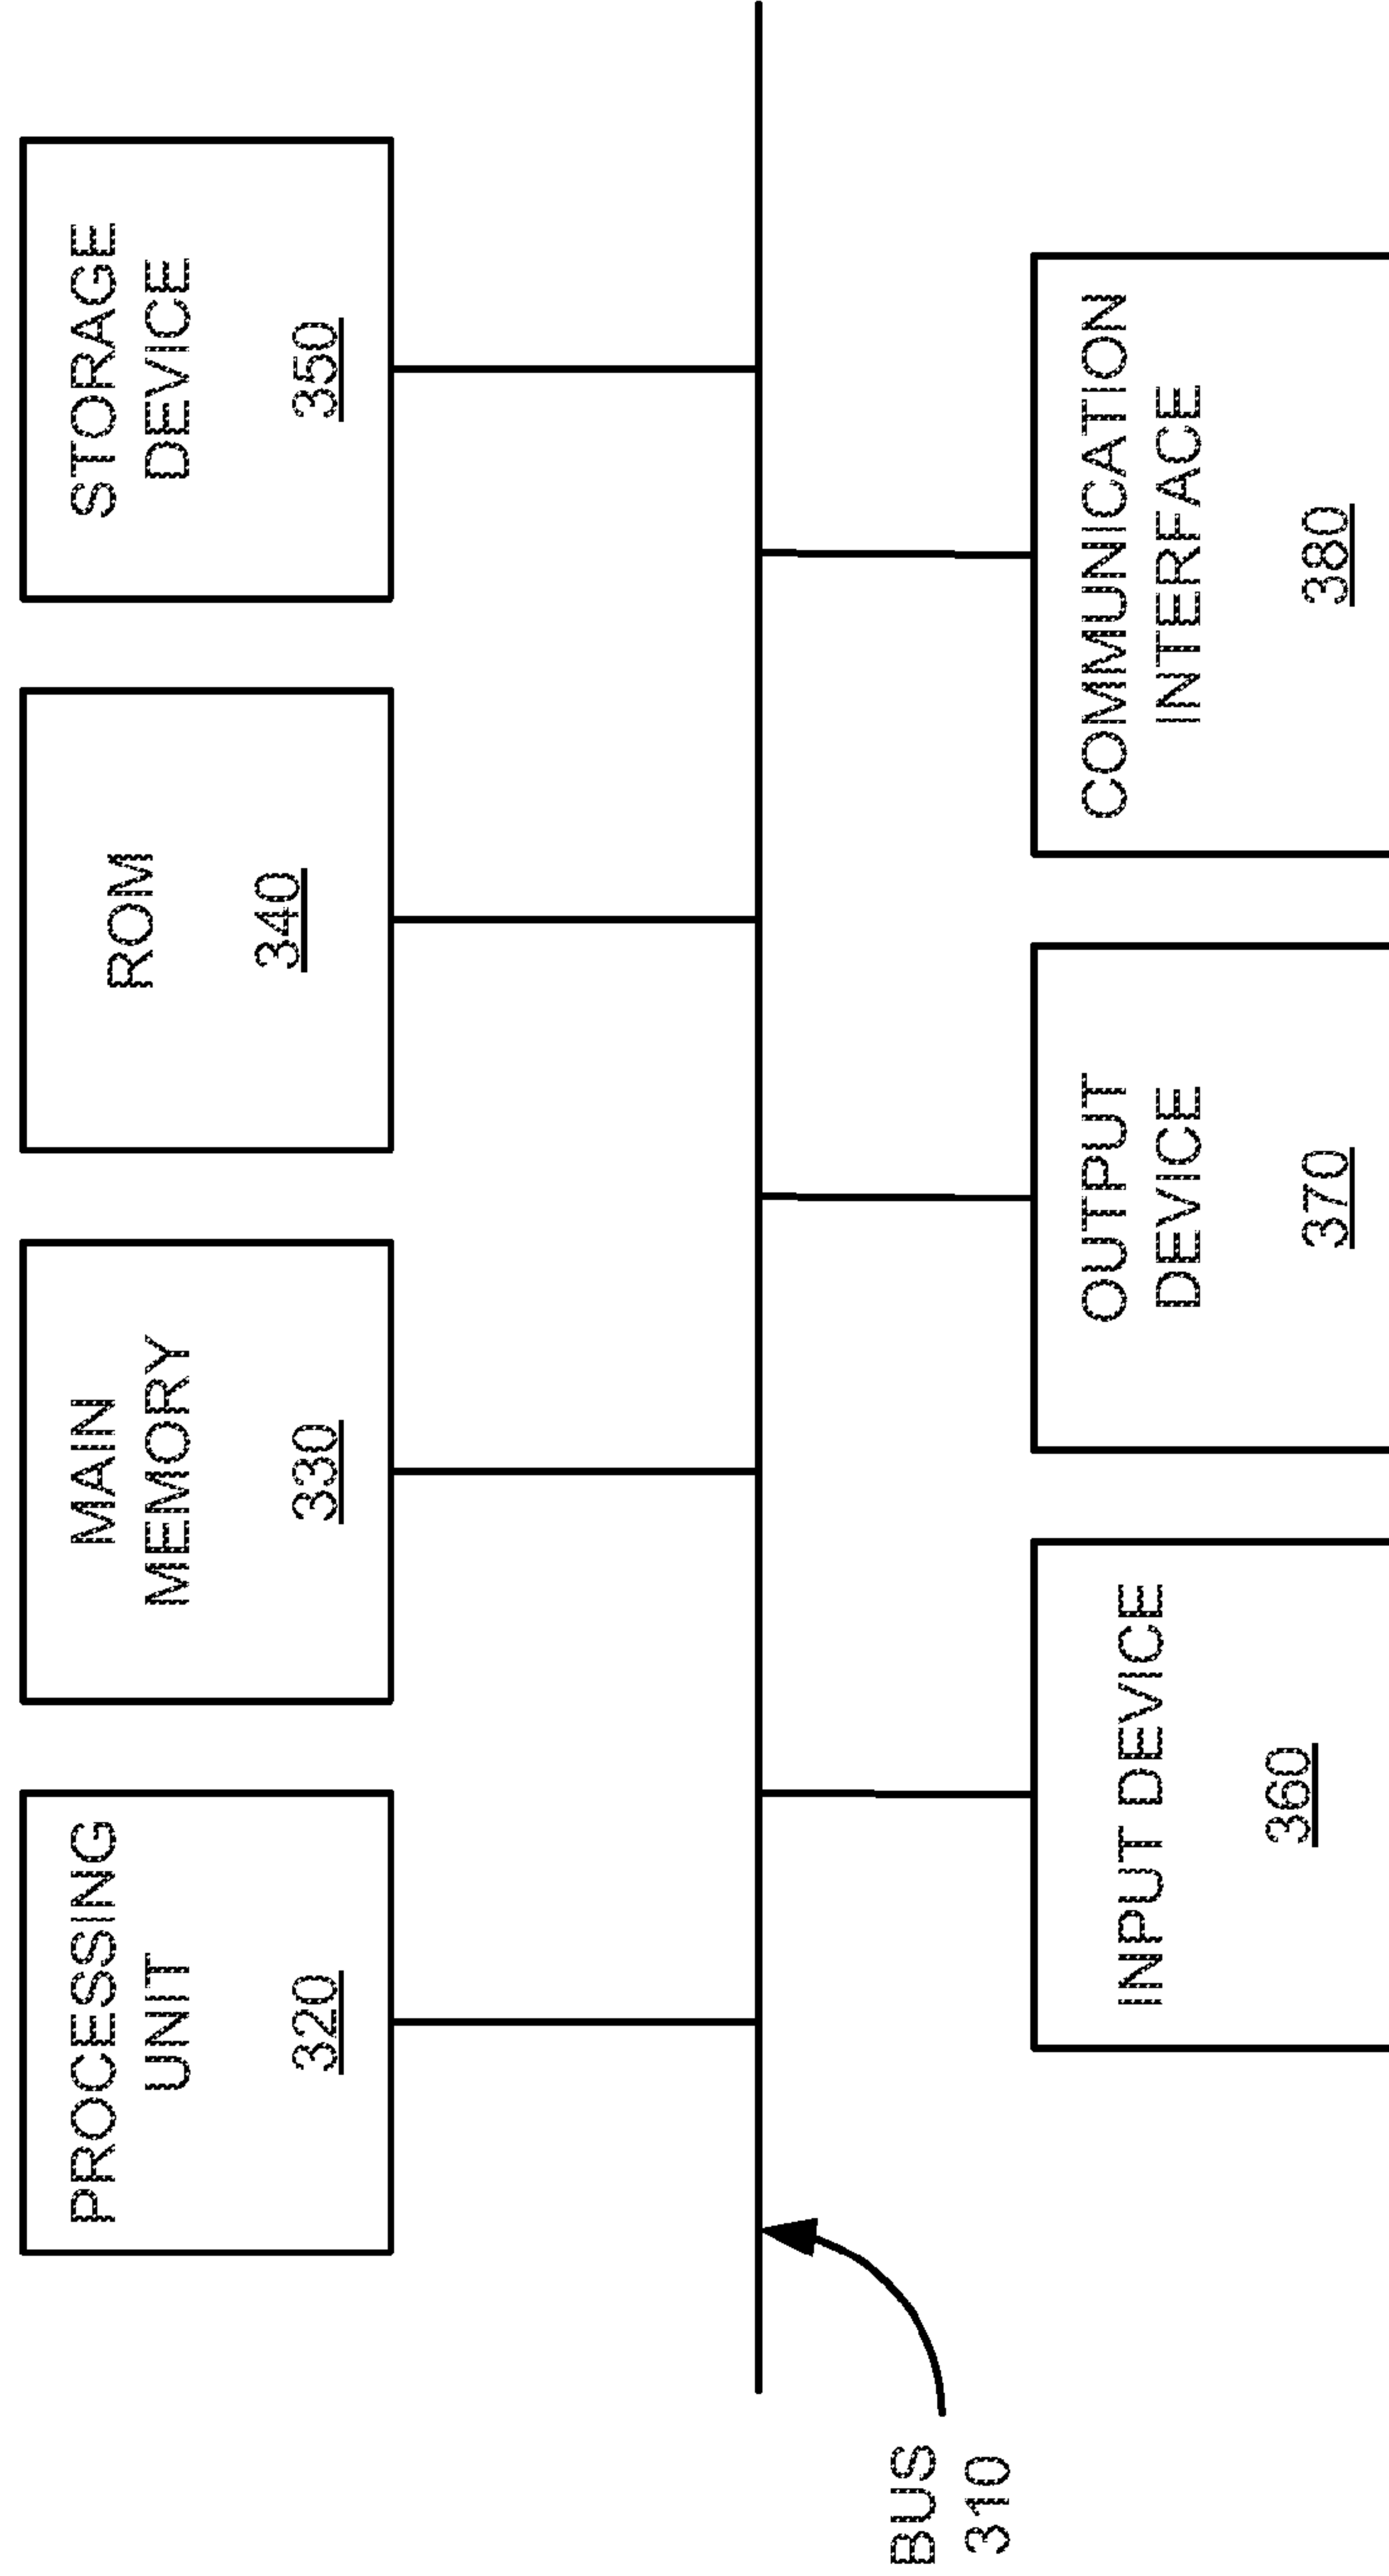 PROCESSING
UNIT
320
MAIN
MEMORY
330
ROM
340
STORAGE
DEVICE
350
BUS
310
INPUT DEVICE
360
OUTPUT
DEVICE
370
COMMUNICATION
INTERFACE
380